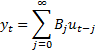 y_t = \sum_{j=0}^{\infty} B_j u_{t-j}